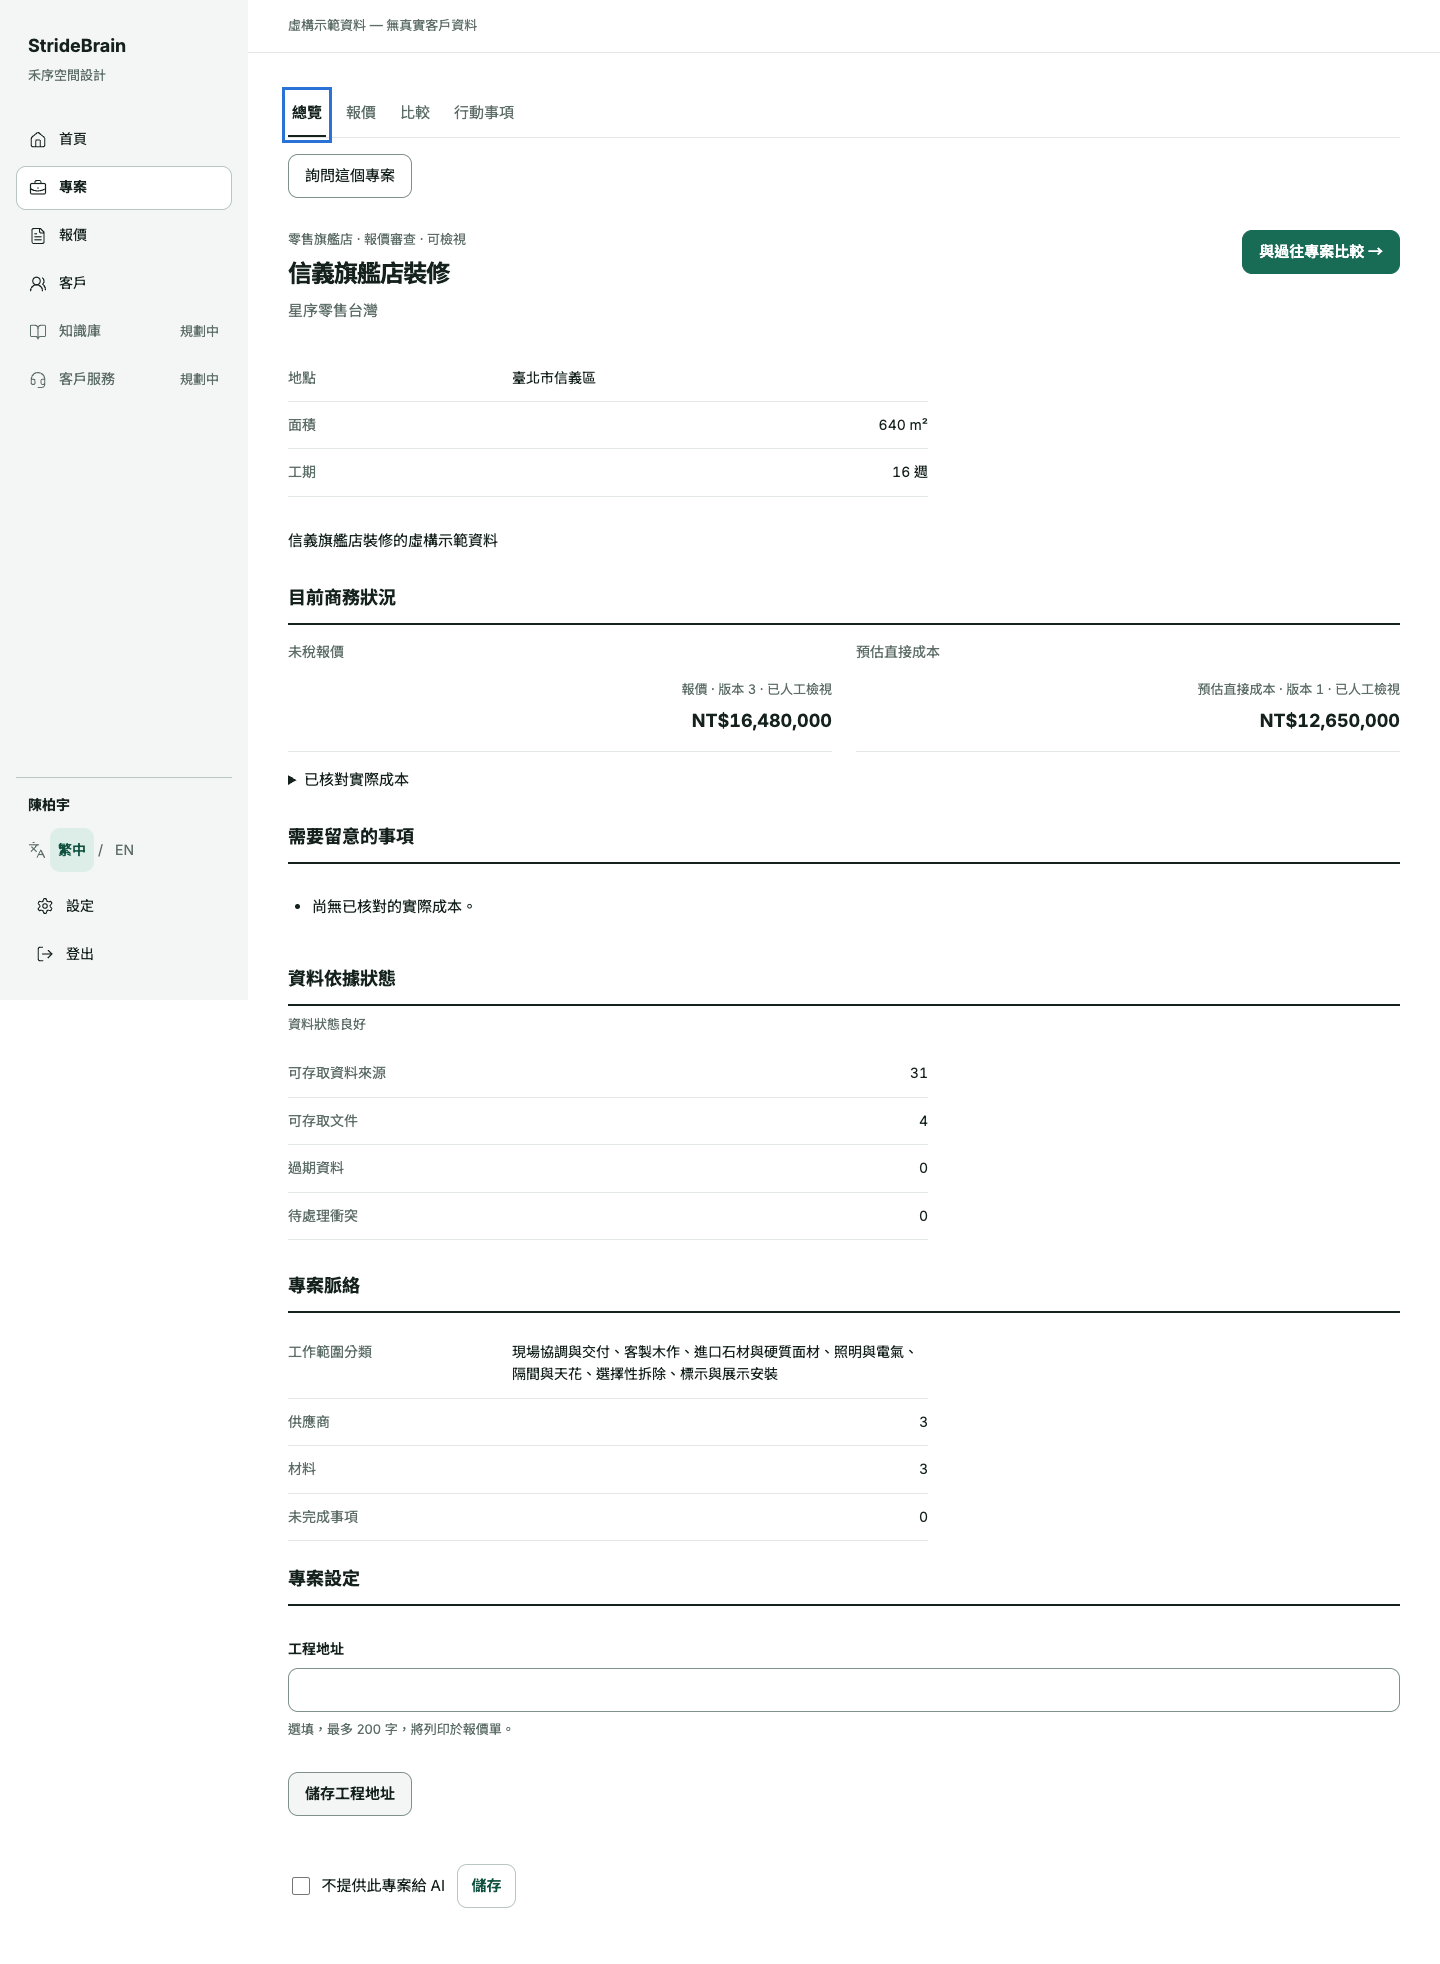 StrideBrain
禾序空間設計
首頁
專案
報價
客戶
知識庫 規劃中
客戶服務 規劃中
陳柏宇
繁中 / EN
設定
登出
虛構示範資料 — 無真實客戶資料
總覽 報價 比較 行動事項
詢問這個專案
零售旗艦店 · 報價審查 · 可檢視
信義旗艦店裝修
星序零售台灣
與過往專案比較 →
地點 臺北市信義區
面積 640 m²
工期 16 週
信義旗艦店裝修的虛構示範資料
目前商務狀況
未稅報價
報價 · 版本 3 · 已人工檢視
NT$16,480,000
預估直接成本
預估直接成本 · 版本 1 · 已人工檢視
NT$12,650,000
已核對實際成本
需要留意的事項
尚無已核對的實際成本。
資料依據狀態
資料狀態良好
可存取資料來源 31
可存取文件 4
過期資料 0
待處理衝突 0
專案脈絡
工作範圍分類 現場協調與交付、客製木作、進口石材與硬質面材、照明與電氣、
隔間與天花、選擇性拆除、標示與展示安裝
供應商 3
材料 3
未完成事項 0
專案設定
工程地址
選填，最多 200 字，將列印於報價單。
儲存工程地址
不提供此專案給 AI 儲存